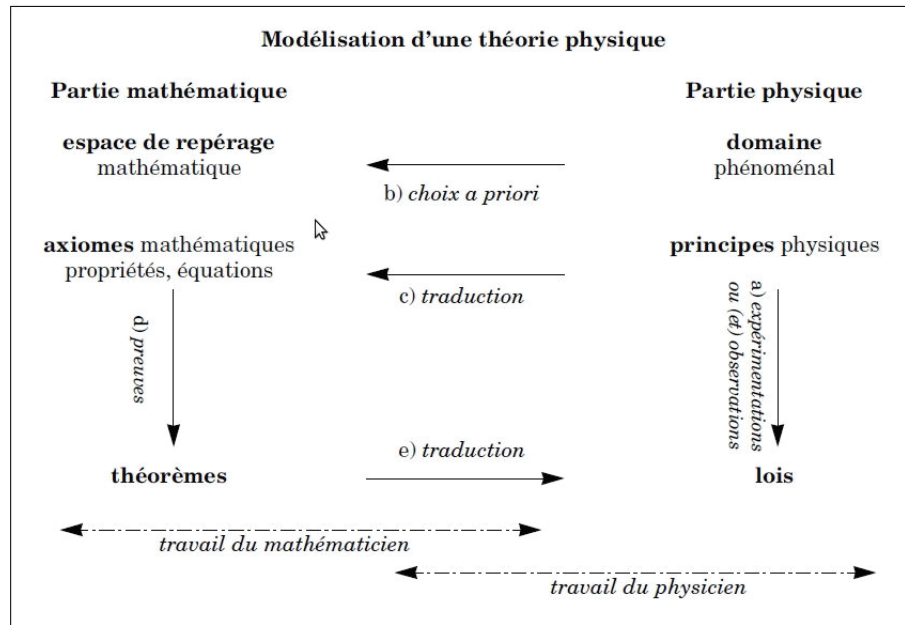 Modélisation d'une théorie physique
Partie mathématique
Partie physique
espace de repérage
mathématique
domaine
phénoménal
b) choix a priori
axiomes mathématiques
propriétés, équations
principes physiques
c) traduction
d) preuves
a) expérimentations
ou (et) observations
e) traduction
théorèmes
lois
travail du mathématicien
travail du physicien